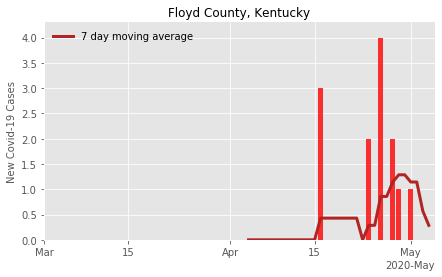 Floyd County, Kentucky
7 day moving average
New Covid-19 Cases
4.0
3.5
3.0
2.5
2.0
1.5
1.0
0.5
0.0
Mar
15
Apr
15
May
2020-May